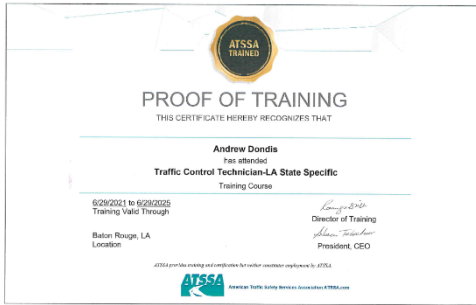 ATSSA
TRAINED
PROOF OF TRAINING
THIS CERTIFICATE HEREBY RECOGNIZES THAT
Andrew Dondis
has attended
Traffic Control Technician-LA State Specific
Training Course
6/29/2021 to 6/29/2025
Training Valid Through
Director of Training
Baton Rouge, LA
Location
President, CEO
ATSSA provides training and certification but neither constitutes employment by ATSSA.
ATSSA
American Traffic Safety Services Association ATSSA.com